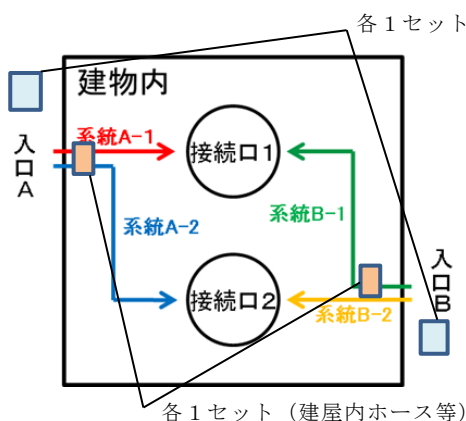 各１セット
建物内
入口A
系統A-1
接続口1
系統B-1
系統A-2
入口B
接続口2
系統B-2
各１セット（建屋内ホース等）